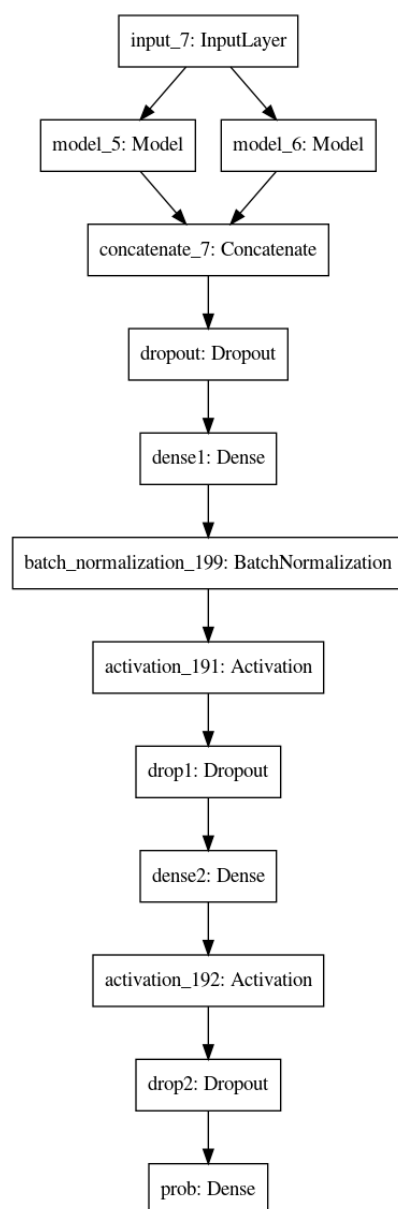 input_7: InputLayer
model_5: Model
model_6: Model
concatenate_7: Concatenate
dropout: Dropout
dense1: Dense
batch_normalization_199: BatchNormalization
activation_191: Activation
drop1: Dropout
dense2: Dense
activation_192: Activation
drop2: Dropout
prob: Dense